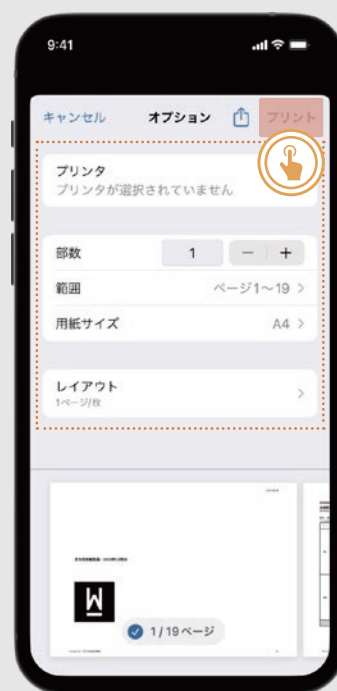 9:41
キャンセル オプション プリント
プリンタ
プリンタが選択されていません
部数 1 − +
範囲 ページ1〜19 >
用紙サイズ A4 >
レイアウト >
1ページ/枚
1/19ページ